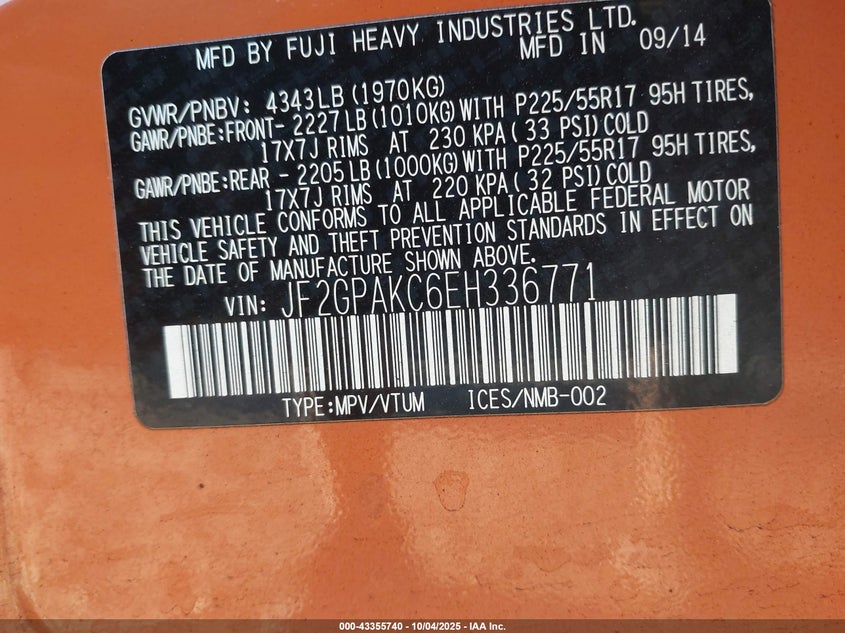 MFD BY FUJI HEAVY INDUSTRIES LTD.
MFD IN 09/14
GVWR/PNBV: 4343LB (1970KG)
GAWR/PNBE:FRONT- 2227LB (1010KG) WITH P225/55R17 95H TIRES,
17X7J RIMS AT 230 KPA( 33 PSI) COLD
GAWR/PNBE:REAR - 2205LB (1000KG) WITH P225/55R17 95H TIRES,
17X7J RIMS AT 220 KPA( 32 PSI) COLD
THIS VEHICLE CONFORMS TO ALL APPLICABLE FEDERAL MOTOR
VEHICLE SAFETY AND THEFT PREVENTION STANDARDS IN EFFECT ON
THE DATE OF MANUFACTURE SHOWN ABOVE.
VIN: JF2GPAKC6EH336771
TYPE:MPV/VTUM ICES/NMB-002
000-43355740 - 10/04/2025 - IAA Inc.